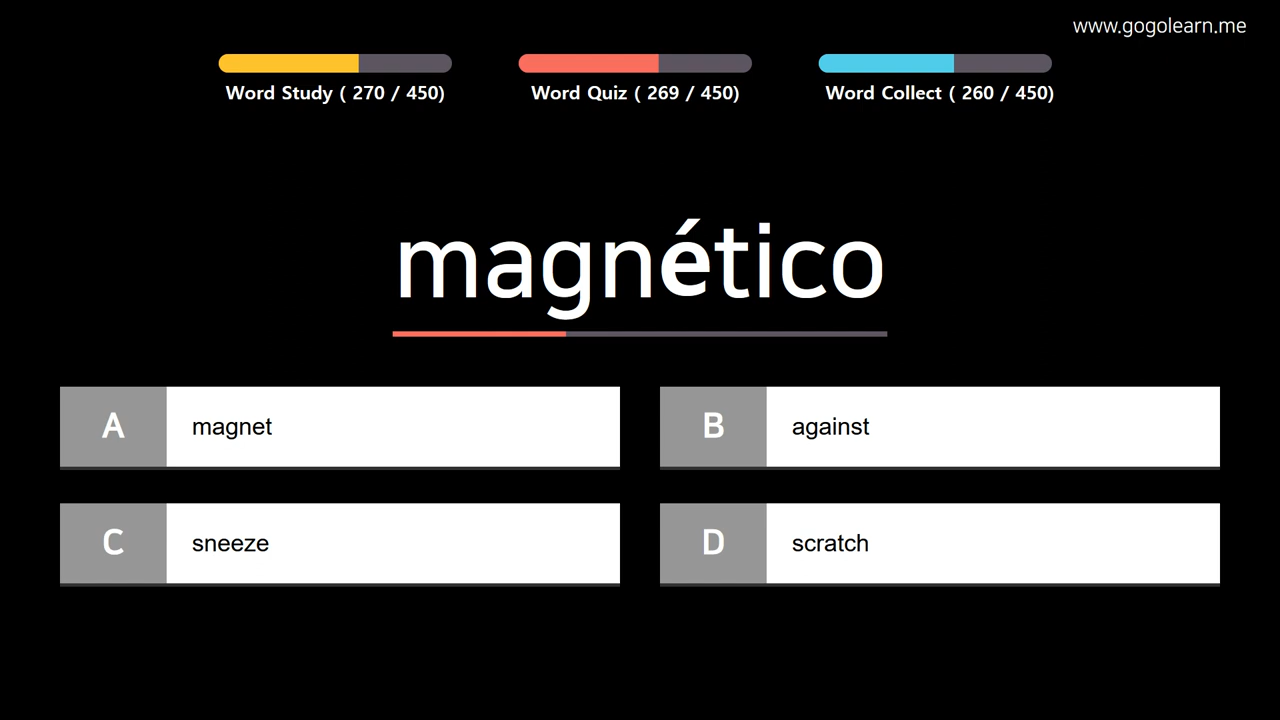 www.gogolearn.me
Word Study ( 270 / 450)
Word Quiz ( 269 / 450)
Word Collect ( 260 / 450)
magnético
A magnet
B against
C sneeze
D scratch